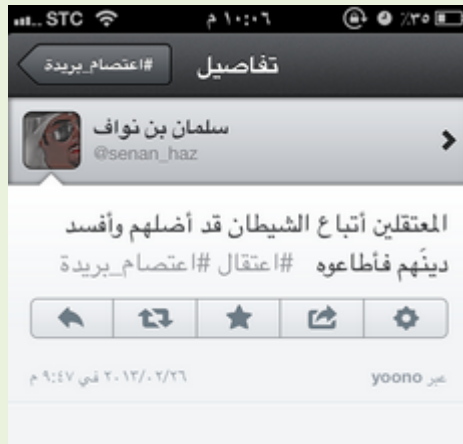 STC ١٠:٠٦ م ٪٣٥
#اعتصام_بريدة تفاصيل
سلمان بن نواف
@senan_haz
المعتقلين أتباع الشيطان قد أضلهم وأفسد
دينَهم فأطاعوه #اعتقال #اعتصام_بريدة
٢٠١٣/٠٢/٢٦ في ٩:٤٧ م عبر yoono